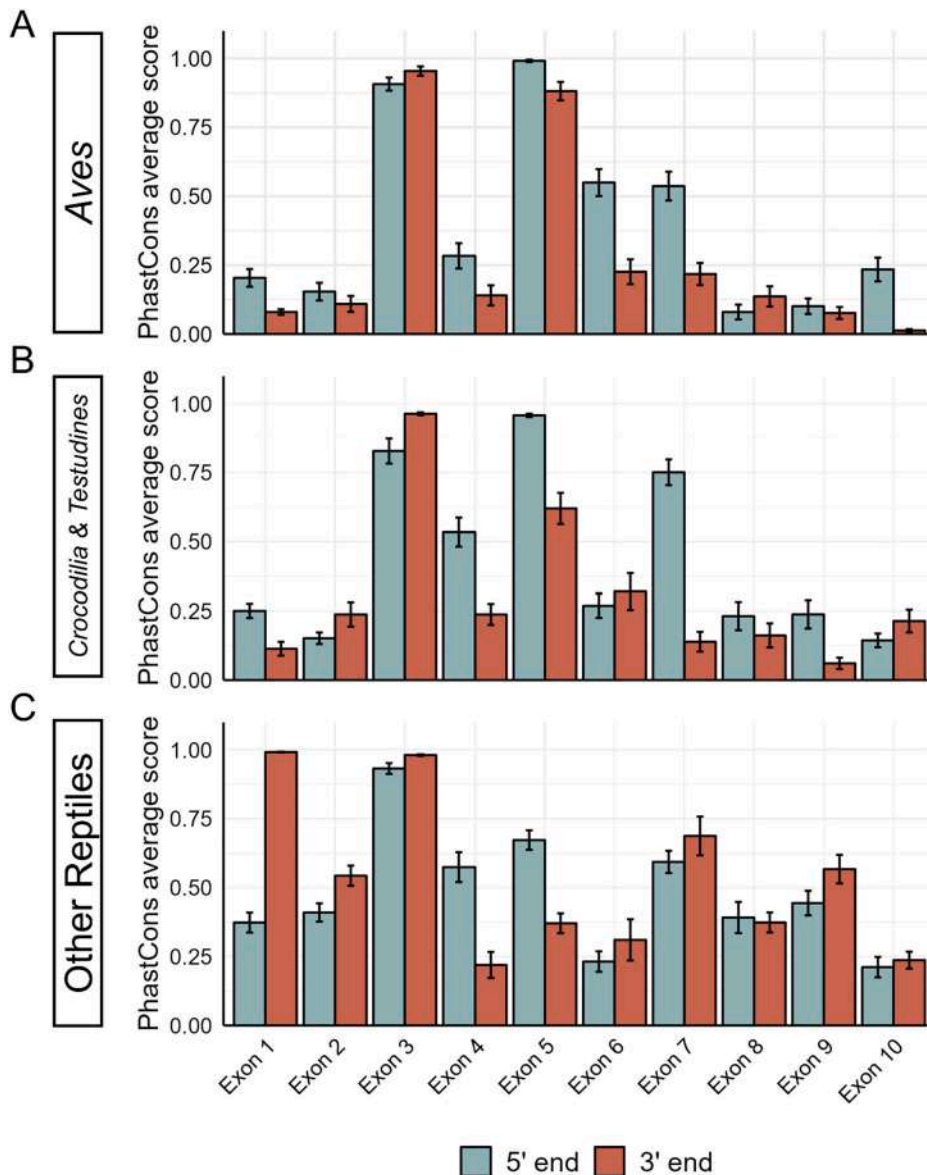 A
Aves
PhastCons average score
1.00
0.75
0.50
0.25
0.00
B
Crocodilia & Testudines
PhastCons average score
1.00
0.75
0.50
0.25
0.00
C
Other Reptiles
PhastCons average score
1.00
0.75
0.50
0.25
0.00
Exon 1
Exon 2
Exon 3
Exon 4
Exon 5
Exon 6
Exon 7
Exon 8
Exon 9
Exon 10
5' end 3' end